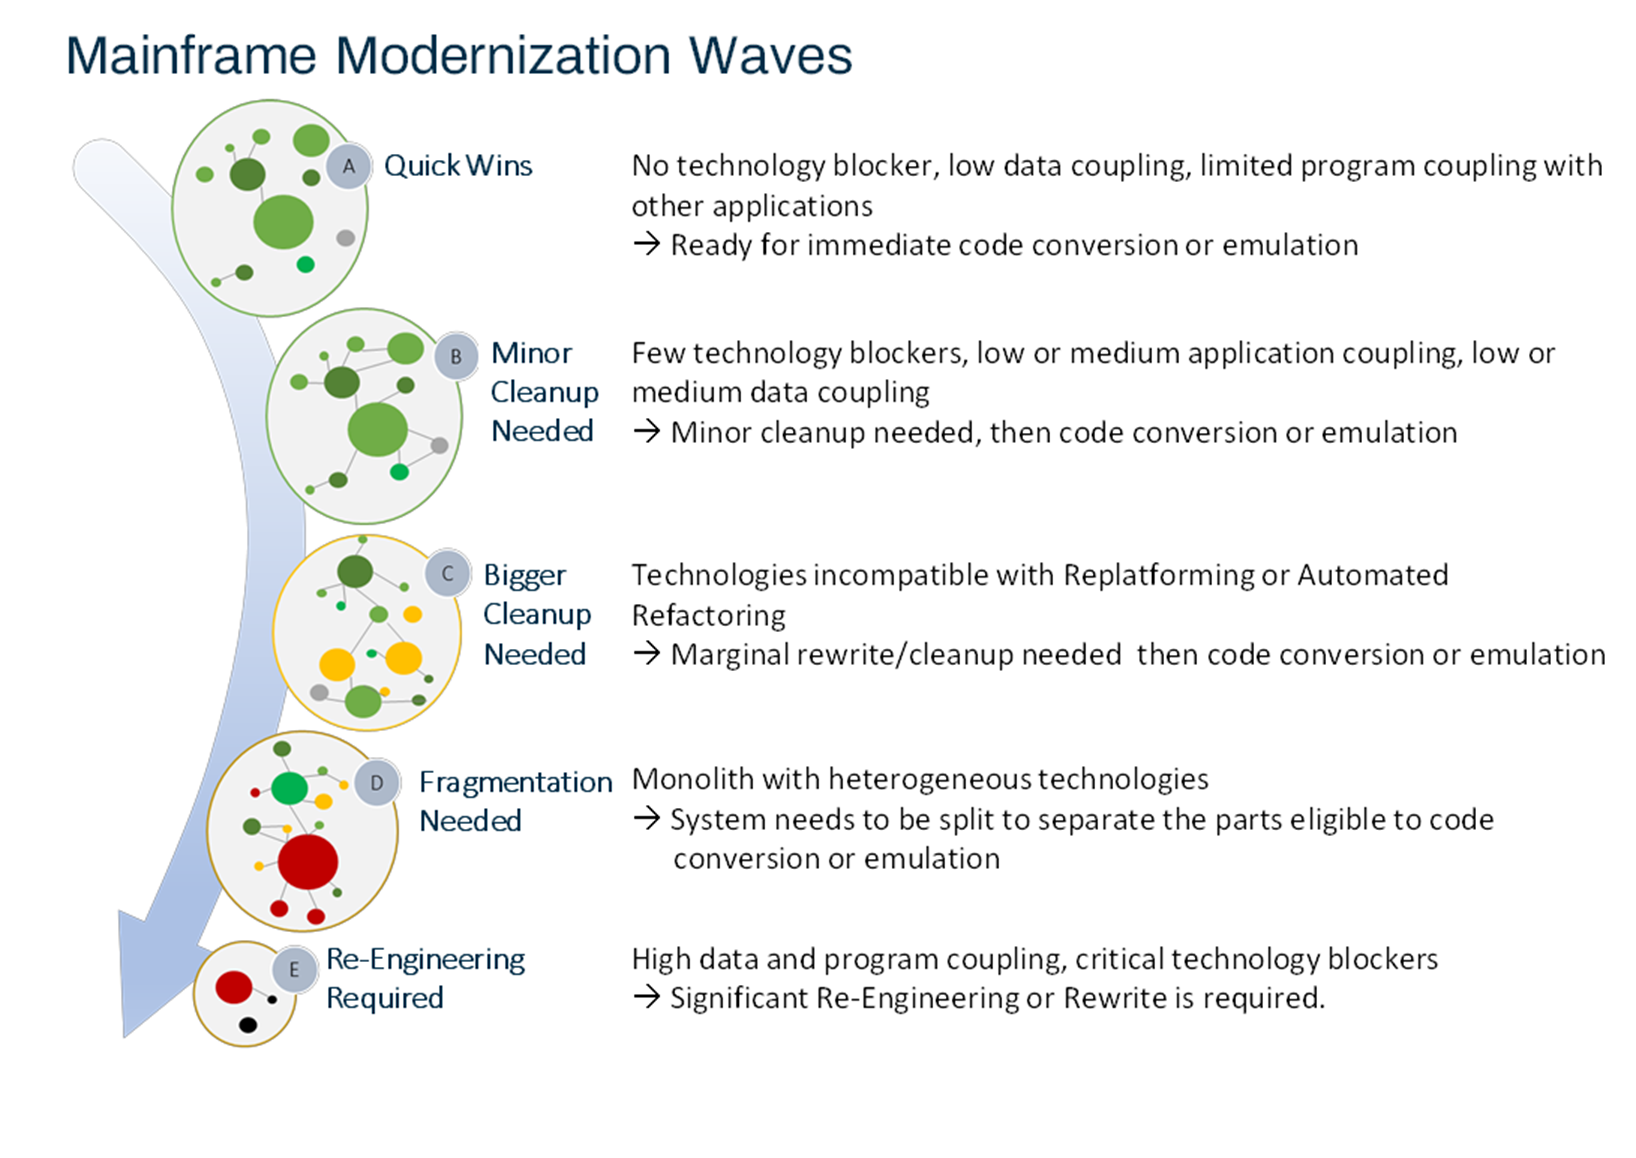 Mainframe Modernization Waves
A
Quick Wins
No technology blocker, low data coupling, limited program coupling with
other applications
→ Ready for immediate code conversion or emulation
B
Minor
Cleanup
Needed
Few technology blockers, low or medium application coupling, low or
medium data coupling
→ Minor cleanup needed, then code conversion or emulation
C
Bigger
Cleanup
Needed
Technologies incompatible with Replatforming or Automated
Refactoring
→ Marginal rewrite/cleanup needed then code conversion or emulation
D
Fragmentation
Needed
Monolith with heterogeneous technologies
→ System needs to be split to separate the parts eligible to code
conversion or emulation
E
Re-Engineering
Required
High data and program coupling, critical technology blockers
→ Significant Re-Engineering or Rewrite is required.